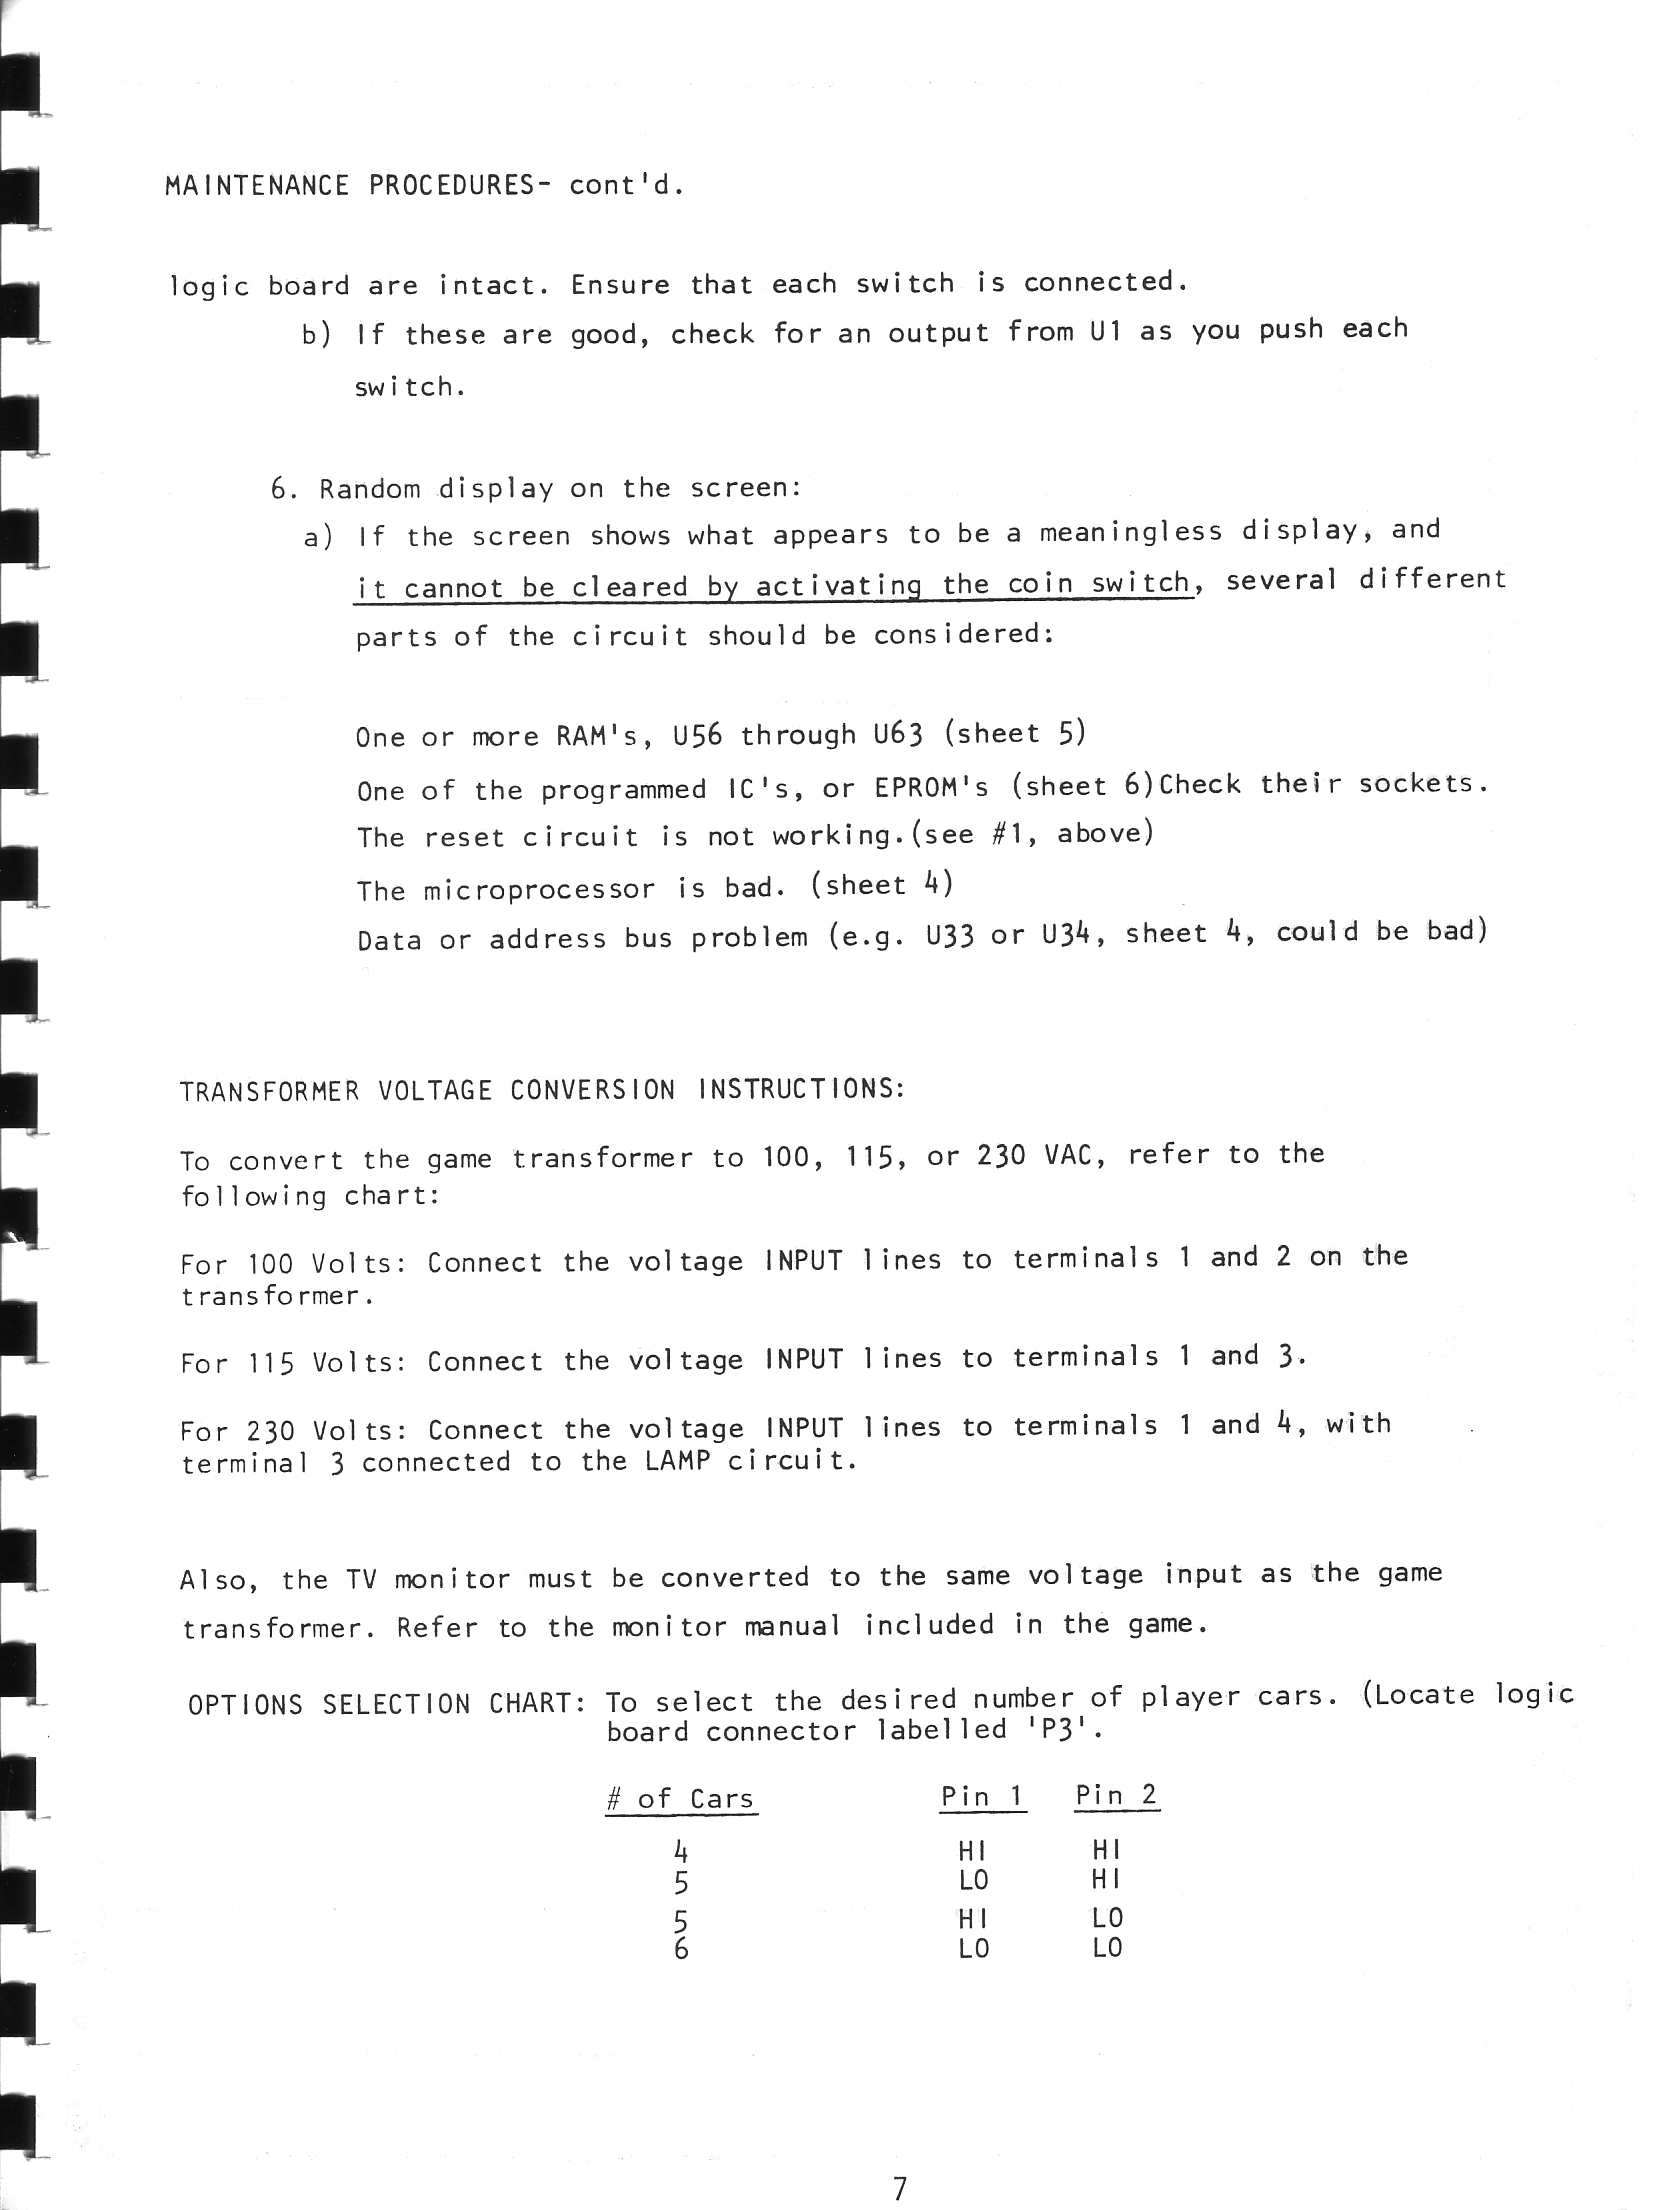 MAINTENANCE PROCEDURES- cont'd.
logic board are intact. Ensure that each switch is connected.
b) If these are good, check for an output from U1 as you push each
switch.
6. Random display on the screen:
a) If the screen shows what appears to be a meaningless display, and
it cannot be cleared by activating the coin switch, several different
parts of the circuit should be considered:
One or more RAM's, U56 through U63 (sheet 5)
One of the programmed IC's, or EPROM's (sheet 6)Check their sockets.
The reset circuit is not working.(see #1, above)
The microprocessor is bad. (sheet 4)
Data or address bus problem (e.g. U33 or U34, sheet 4, could be bad)
TRANSFORMER VOLTAGE CONVERSION INSTRUCTIONS:
To convert the game transformer to 100, 115, or 230 VAC, refer to the
following chart:
For 100 Volts: Connect the voltage INPUT lines to terminals 1 and 2 on the
transformer.
For 115 Volts: Connect the voltage INPUT lines to terminals 1 and 3.
For 230 Volts: Connect the voltage INPUT lines to terminals 1 and 4, with
terminal 3 connected to the LAMP circuit.
Also, the TV monitor must be converted to the same voltage input as the game
transformer. Refer to the monitor manual included in the game.
OPTIONS SELECTION CHART: To select the desired number of player cars. (Locate logic
board connector labelled 'P3'.
# of Cars Pin 1 Pin 2
4 HI HI
5 LO HI
5 HI LO
6 LO LO
7